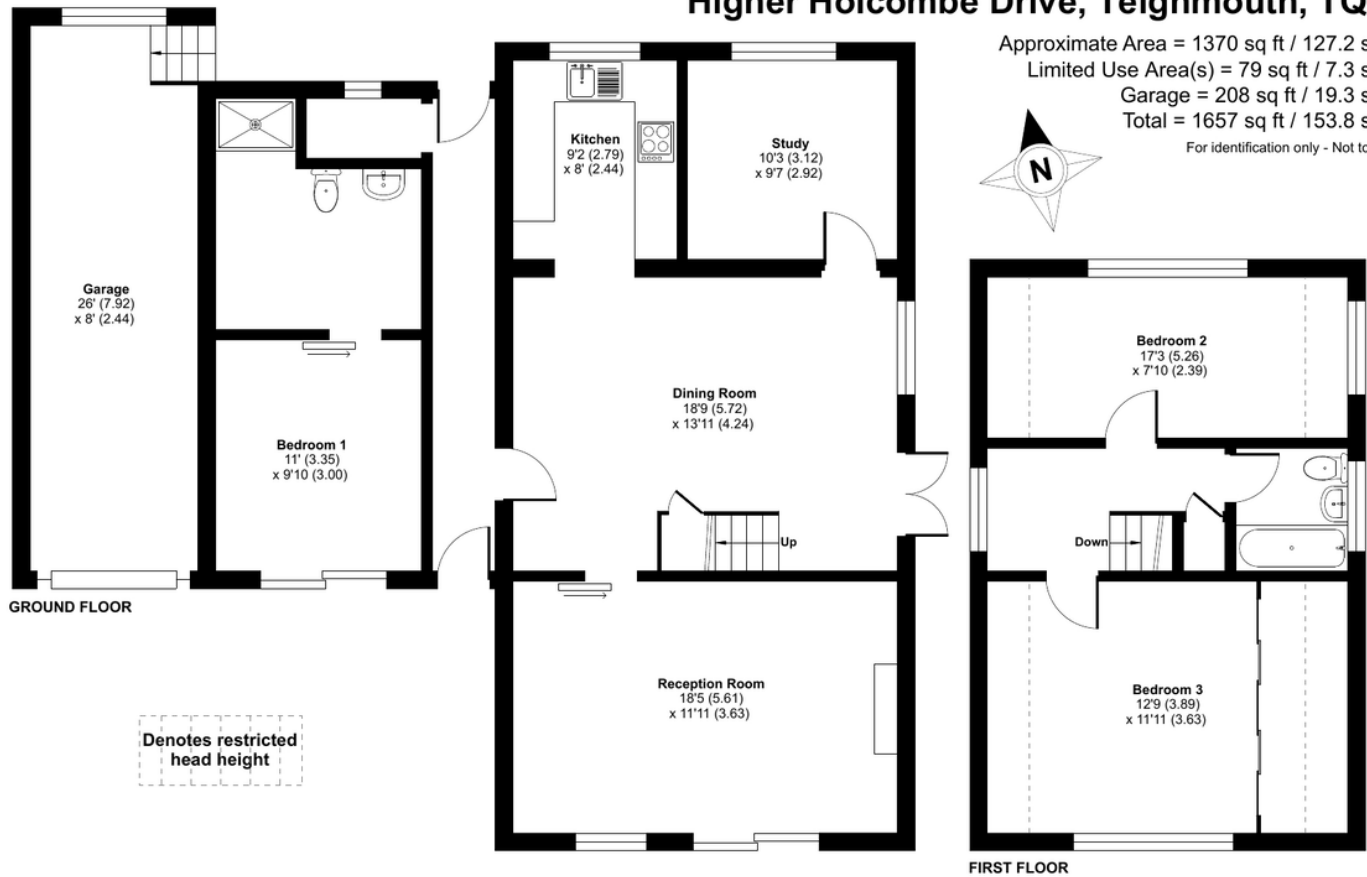 Higher Holcombe Drive, Teignmouth, TQ
Approximate Area = 1370 sq ft / 127.2 s
Limited Use Area(s) = 79 sq ft / 7.3 s
Garage = 208 sq ft / 19.3 s
Total = 1657 sq ft / 153.8 s
For identification only - Not to
N
Kitchen
9'2 (2.79)
x 8' (2.44)
Study
10'3 (3.12)
x 9'7 (2.92)
Garage
26' (7.92)
x 8' (2.44)
Bedroom 1
11' (3.35)
x 9'10 (3.00)
Dining Room
18'9 (5.72)
x 13'11 (4.24)
Up
Reception Room
18'5 (5.61)
x 11'11 (3.63)
GROUND FLOOR
Denotes restricted
head height
Bedroom 2
17'3 (5.26)
x 7'10 (2.39)
Down
Bedroom 3
12'9 (3.89)
x 11'11 (3.63)
FIRST FLOOR